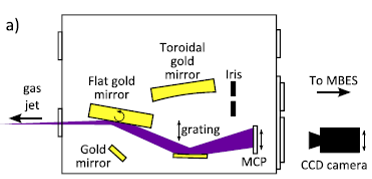 a)
Toroidal
gold
mirror
Iris
gas
jet
Flat gold
mirror
To MBES
grating
Gold
mirror
MCP
CCD camera